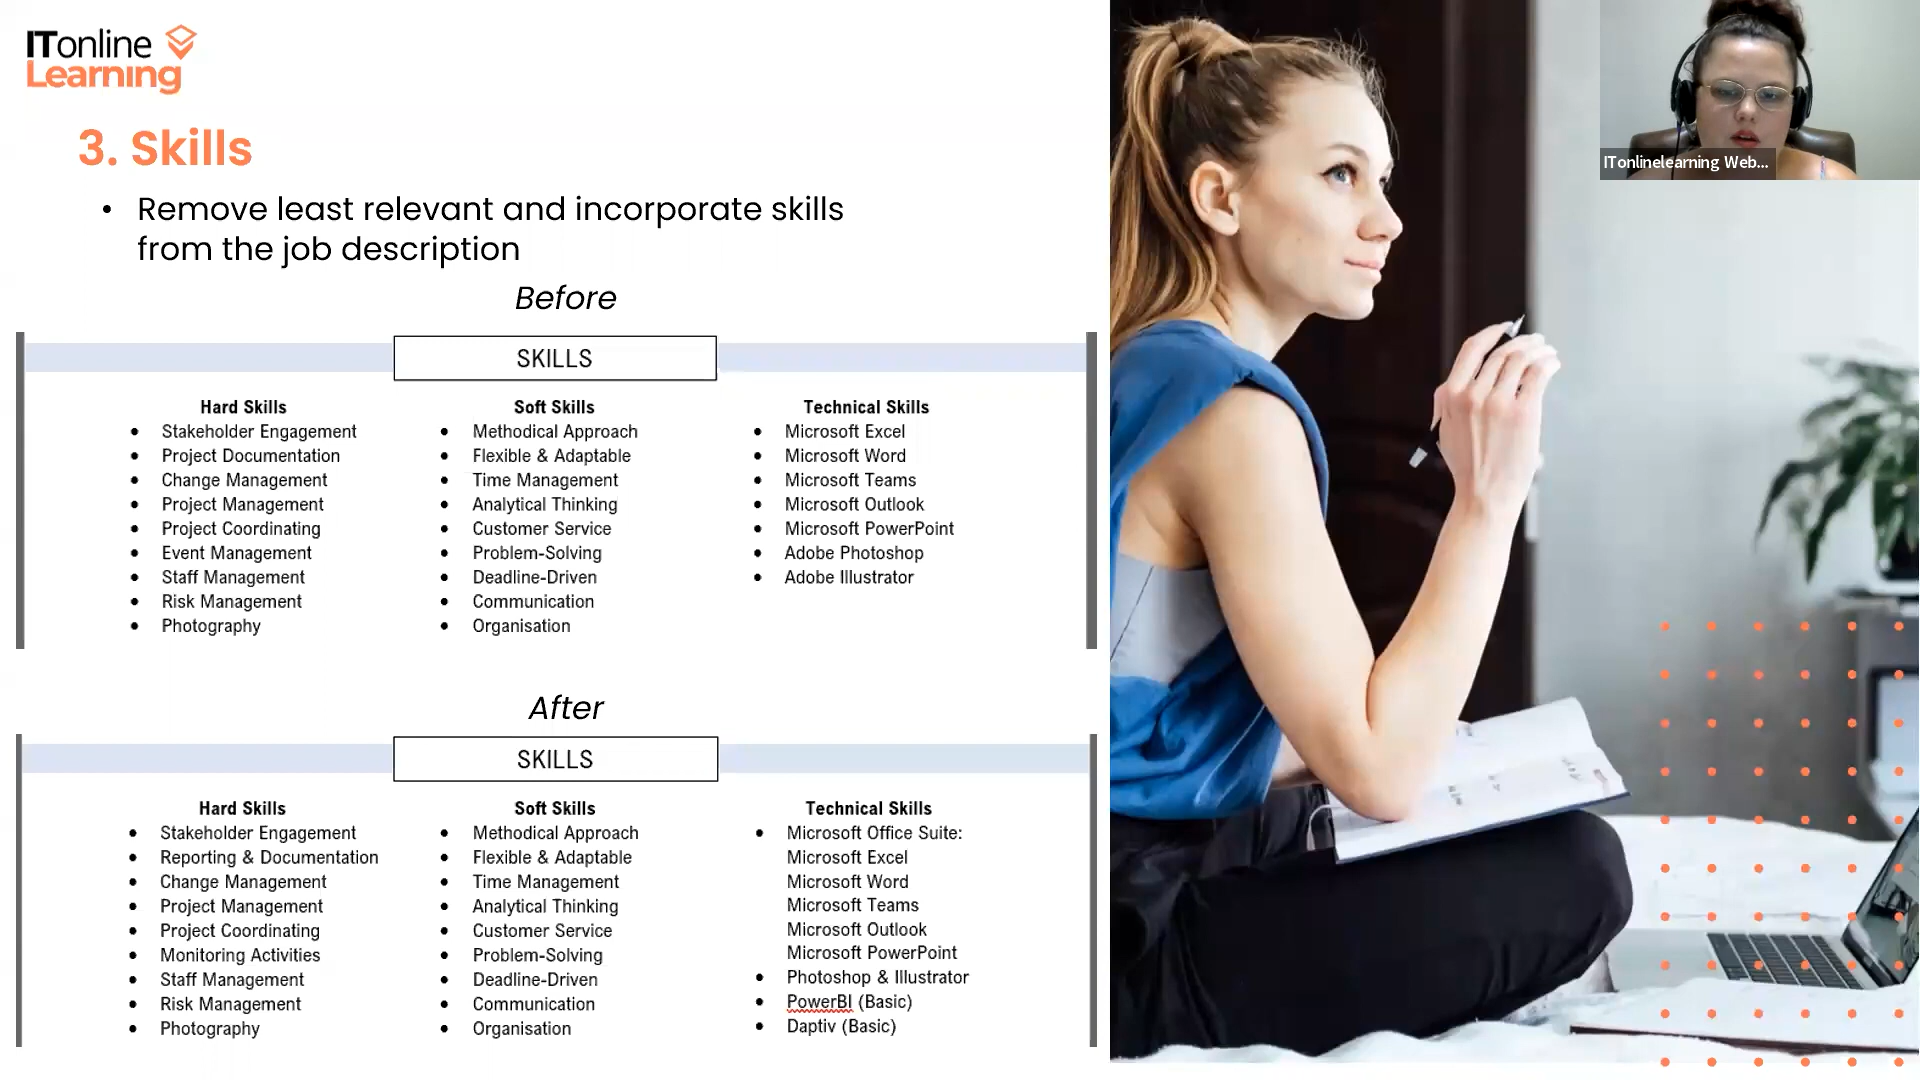 ITonline
Learning
ITonlinelearning Web...
3. Skills
• Remove least relevant and incorporate skills
from the job description
Before
SKILLS
Hard Skills
• Stakeholder Engagement
• Project Documentation
• Change Management
• Project Management
• Project Coordinating
• Event Management
• Staff Management
• Risk Management
• Photography
Soft Skills
• Methodical Approach
• Flexible & Adaptable
• Time Management
• Analytical Thinking
• Customer Service
• Problem-Solving
• Deadline-Driven
• Communication
• Organisation
Technical Skills
• Microsoft Excel
• Microsoft Word
• Microsoft Teams
• Microsoft Outlook
• Microsoft PowerPoint
• Adobe Photoshop
• Adobe Illustrator
After
SKILLS
Hard Skills
• Stakeholder Engagement
• Reporting & Documentation
• Change Management
• Project Management
• Project Coordinating
• Monitoring Activities
• Staff Management
• Risk Management
• Photography
Soft Skills
• Methodical Approach
• Flexible & Adaptable
• Time Management
• Analytical Thinking
• Customer Service
• Problem-Solving
• Deadline-Driven
• Communication
• Organisation
Technical Skills
• Microsoft Office Suite:
Microsoft Excel
Microsoft Word
Microsoft Teams
Microsoft Outlook
Microsoft PowerPoint
• Photoshop & Illustrator
• PowerBI (Basic)
• Daptiv (Basic)